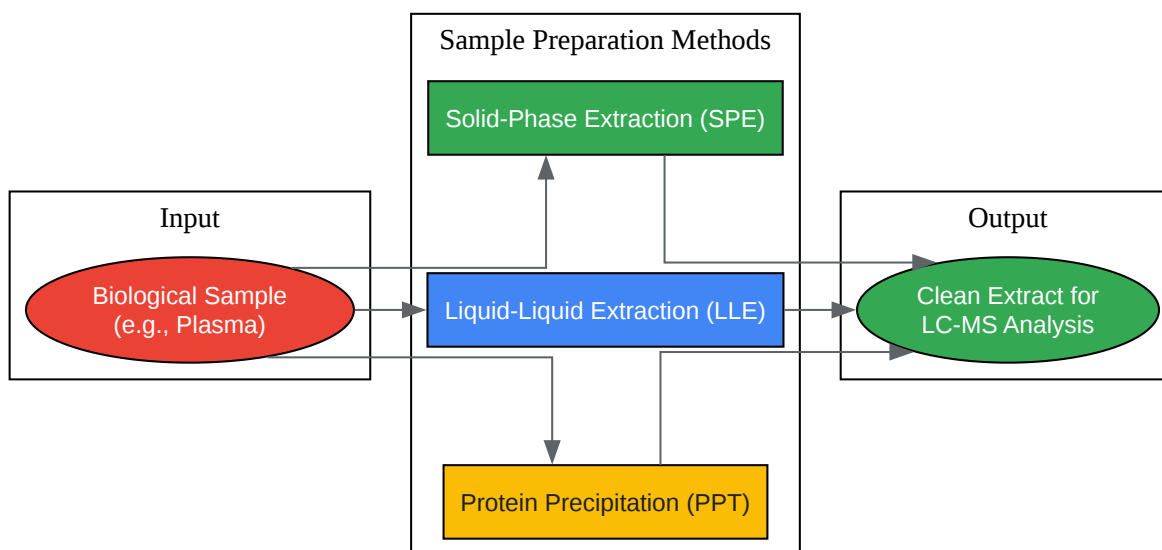 Sample Preparation Methods
Solid-Phase Extraction (SPE)
Input
Output
Biological Sample
(e.g., Plasma)
Liquid-Liquid Extraction (LLE)
Clean Extract for
LC-MS Analysis
Protein Precipitation (PPT)